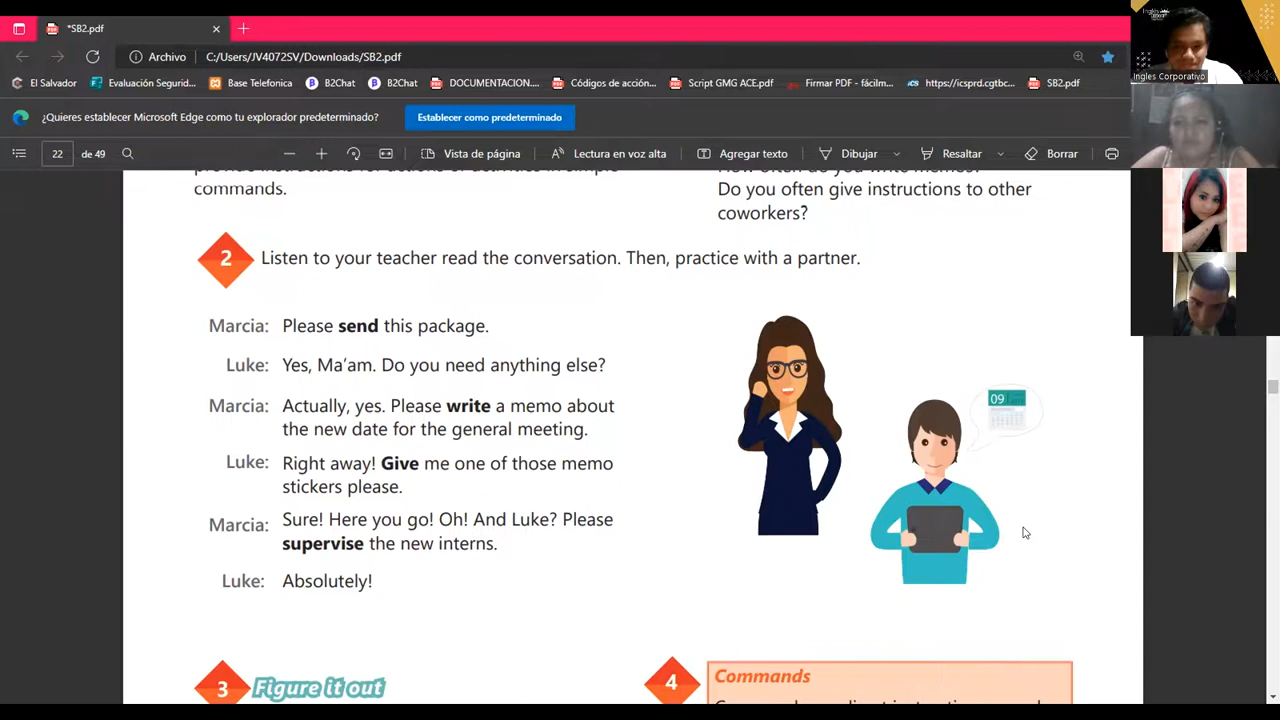 *SB2.pdf
Archivo C:/Users/JV4072SV/Downloads/SB2.pdf
El Salvador Evaluación Segurid... Base Telefonica B2Chat B2Chat DOCUMENTATION.... Códigos de acción... Script GMG ACE.pdf Firmar PDF - fácilm... https://icsprd.cgtbc... SB2.pdf
¿Quieres establecer Microsoft Edge como tu explorador predeterminado? Establecer como predeterminado
22 de 49 Vista de página Lectura en voz alta Agregar texto Dibujar Resaltar Borrar
commands.
Do you often give instructions to other
coworkers?
2 Listen to your teacher read the conversation. Then, practice with a partner.
Marcia: Please send this package.
Luke: Yes, Ma'am. Do you need anything else?
Marcia: Actually, yes. Please write a memo about
the new date for the general meeting.
Luke: Right away! Give me one of those memo
stickers please.
Marcia: Sure! Here you go! Oh! And Luke? Please
supervise the new interns.
Luke: Absolutely!
09
3 Figure it out
4 Commands
Ingles Corporativo